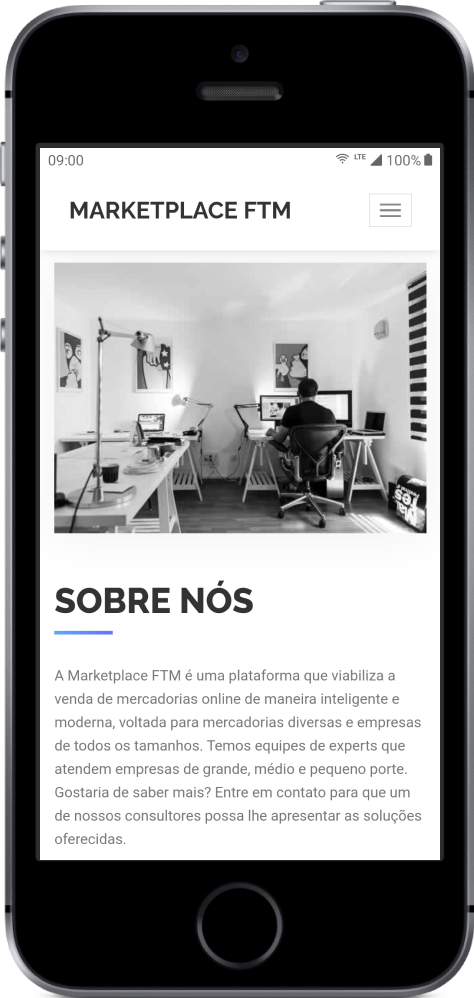 09:00
LTE 100%
MARKETPLACE FTM
SOBRE NÓS
A Marketplace FTM é uma plataforma que viabiliza a
venda de mercadorias online de maneira inteligente e
moderna, voltada para mercadorias diversas e empresas
de todos os tamanhos. Temos equipes de experts que
atendem empresas de grande, médio e pequeno porte.
Gostaria de saber mais? Entre em contato para que um
de nossos consultores possa lhe apresentar as soluções
oferecidas.